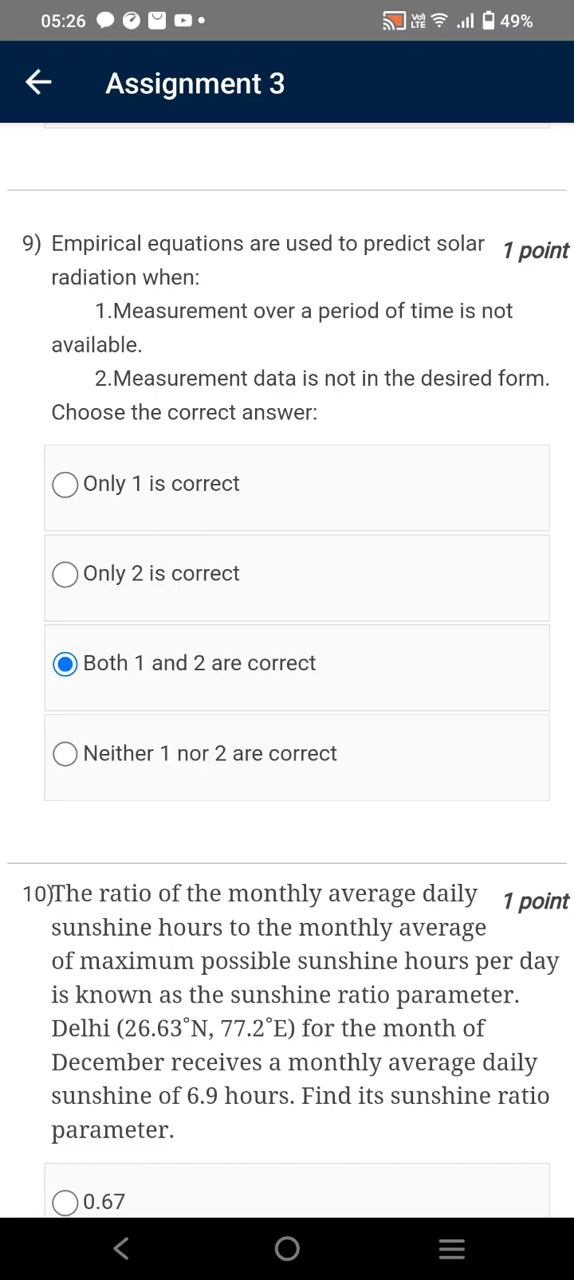 05:26
Vol)
LTE
49%
Assignment 3
9) Empirical equations are used to predict solar 1 point
radiation when:
1.Measurement over a period of time is not
available.
2.Measurement data is not in the desired form.
Choose the correct answer:
Only 1 is correct
Only 2 is correct
Both 1 and 2 are correct
Neither 1 nor 2 are correct
10)The ratio of the monthly average daily 1 point
sunshine hours to the monthly average
of maximum possible sunshine hours per day
is known as the sunshine ratio parameter.
Delhi (26.63°N, 77.2°E) for the month of
December receives a monthly average daily
sunshine of 6.9 hours. Find its sunshine ratio
parameter.
0.67